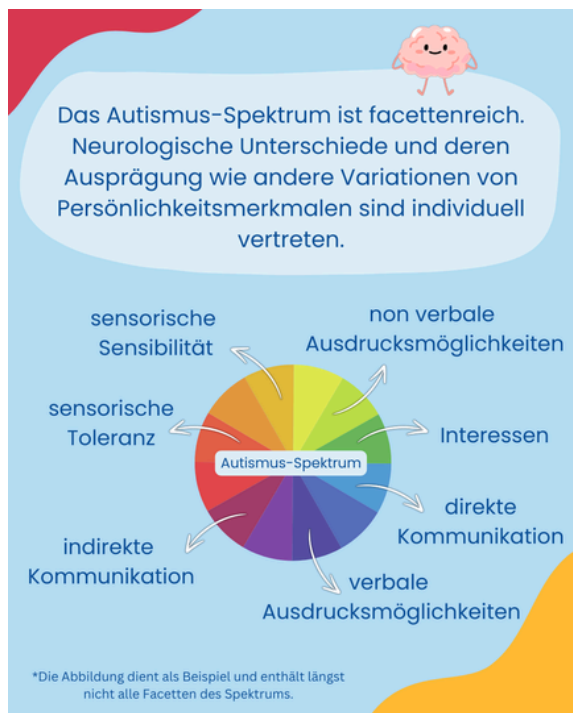 Das Autismus-Spektrum ist facettenreich.
Neurologische Unterschiede und deren
Ausprägung wie andere Variationen von
Persönlichkeitsmerkmalen sind individuell
vertreten.
sensorische
Sensibilität
non verbale
Ausdrucksmöglichkeiten
sensorische
Toleranz
Autismus-Spektrum
Interessen
direkte
Kommunikation
indirekte
Kommunikation
verbale
Ausdrucksmöglichkeiten
*Die Abbildung dient als Beispiel und enthält längst
nicht alle Facetten des Spektrums.